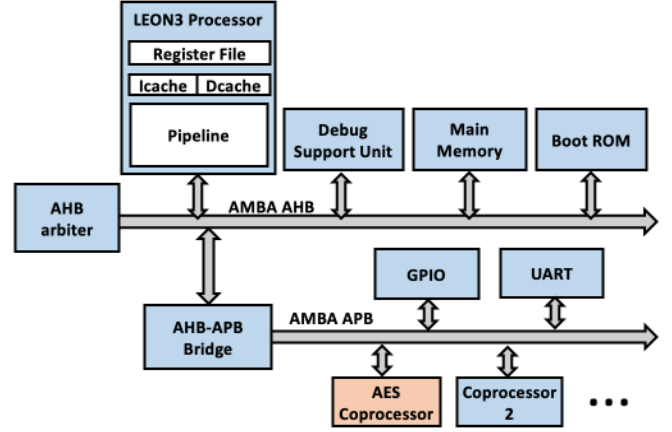 LEON3 Processor
Register File
Icache
Dcache
Pipeline
Debug
Support Unit
Main
Memory
Boot ROM
AHB
arbiter
AMBA AHB
GPIO
UART
AHB-APB
Bridge
AMBA APB
AES
Coprocessor
Coprocessor
2
...